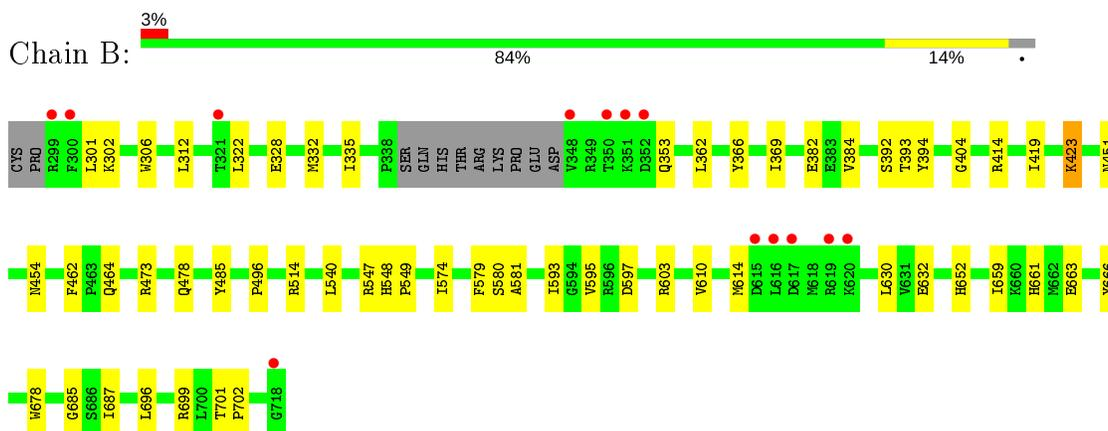 3%
Chain B:
84% 14% •
CYS PRO R299 F300 L301 K302 W306 L312 T321 L322 E328 M332 I335 P338 SER GLN HIS THR ARG LYS PRO GLU ASP V348 R349 T350 K351 D352 Q353 L362 Y366 I369 E382 E383 V384 S392 T393 Y394 G404 R414 I419 K423 N451
N454 F462 P463 Q464 R473 Q478 Y485 P496 R514 L540 R547 H548 P549 I574 F579 S580 A581 I593 G594 V595 R596 D597 R603 V610 M614 D615 L616 D617 M618 R619 K620 L630 V631 E632 H652 I659 K660 H661 M662 E663 Y666
W678 G685 S686 I687 L696 R699 L700 T701 P702 G718